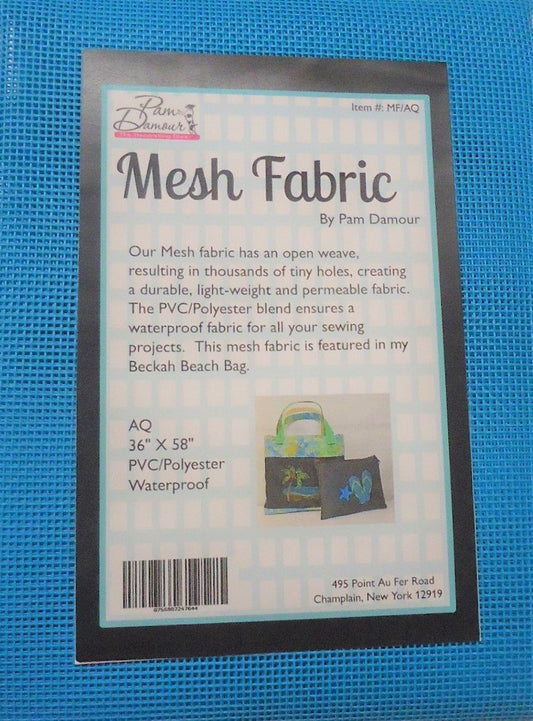 Pam
Damour
The Decorating Diva
Item #: MF/AQ
Mesh Fabric
By Pam Damour
Our Mesh fabric has an open weave,
resulting in thousands of tiny holes, creating
a durable, light-weight and permeable fabric.
The PVC/Polyester blend ensures a
waterproof fabric for all your sewing
projects. This mesh fabric is featured in my
Beckah Beach Bag.
AQ
36" X 58"
PVC/Polyester
Waterproof
495 Point Au Fer Road
Champlain, New York 12919